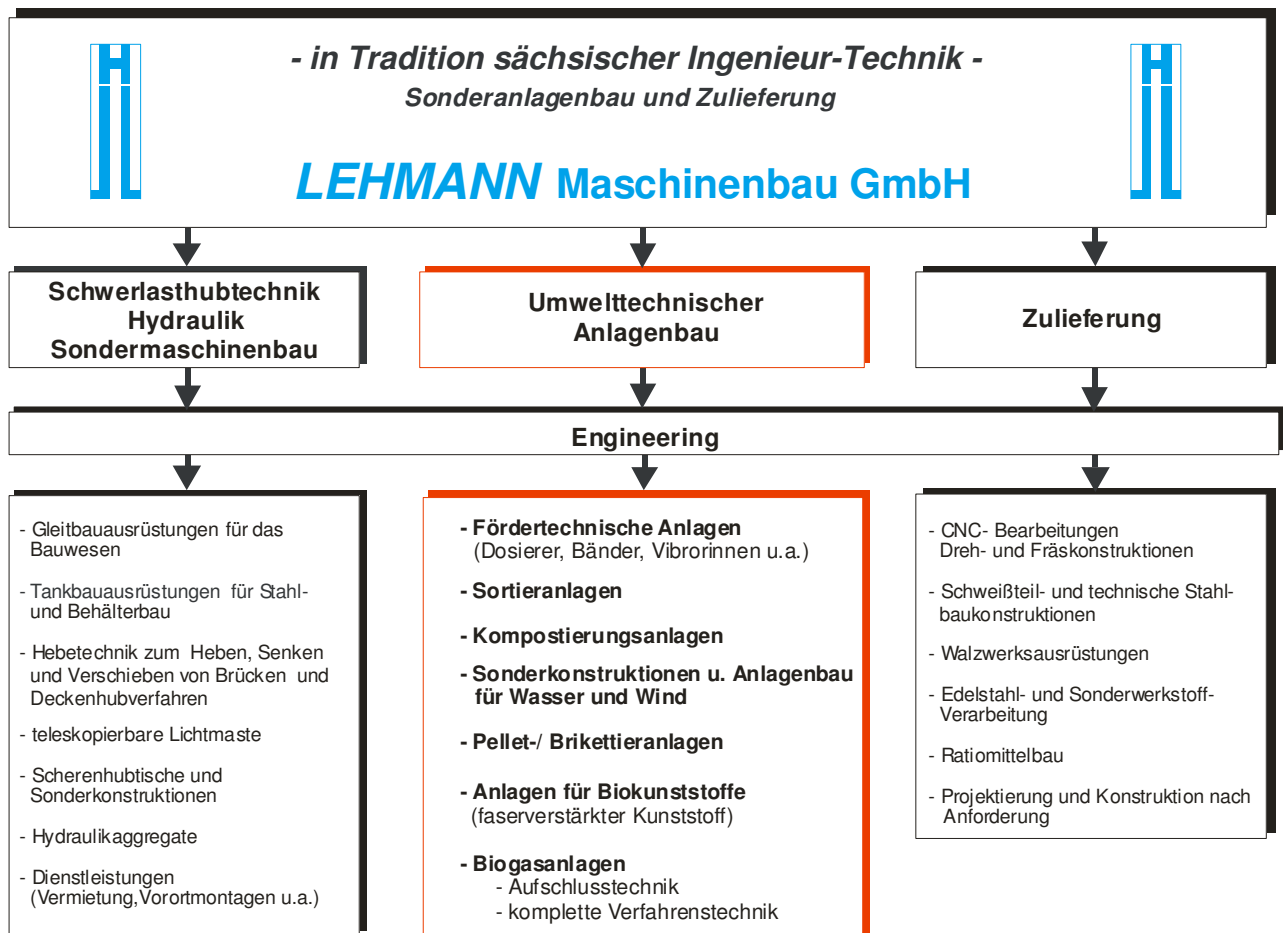 - in Tradition sächsischer Ingenieur-Technik -
Sonderanlagenbau und Zulieferung
LEHMANN Maschinenbau GmbH
Schwerlasthubtechnik
Hydraulik
Sondermaschinenbau
Umwelttechnischer
Anlagenbau
Zulieferung
Engineering
- Gleitbauausrüstungen für das
Bauwesen
- Tankbauausrüstungen für Stahl-
und Behälterbau
- Hebetechnik zum Heben, Senken
und Verschieben von Brücken und
Deckenhubverfahren
- teleskopierbare Lichtmaste
- Scherenhubtische und
Sonderkonstruktionen
- Hydraulikaggregate
- Dienstleistungen
(Vermietung,Vorortmontagen u.a.)
- Fördertechnische Anlagen
(Dosierer, Bänder, Vibrorinnen u.a.)
- Sortieranlagen
- Kompostierungsanlagen
- Sonderkonstruktionen u. Anlagenbau
für Wasser und Wind
- Pellet-/ Brikettieranlagen
- Anlagen für Biokunststoffe
(faserverstärkter Kunststoff)
- Biogasanlagen
- Aufschlusstechnik
- komplette Verfahrenstechnik
- CNC- Bearbeitungen
Dreh- und Fräskonstruktionen
- Schweißteil- und technische Stahl-
baukonstruktionen
- Walzwerksausrüstungen
- Edelstahl- und Sonderwerkstoff-
Verarbeitung
- Ratiomittelbau
- Projektierung und Konstruktion nach
Anforderung